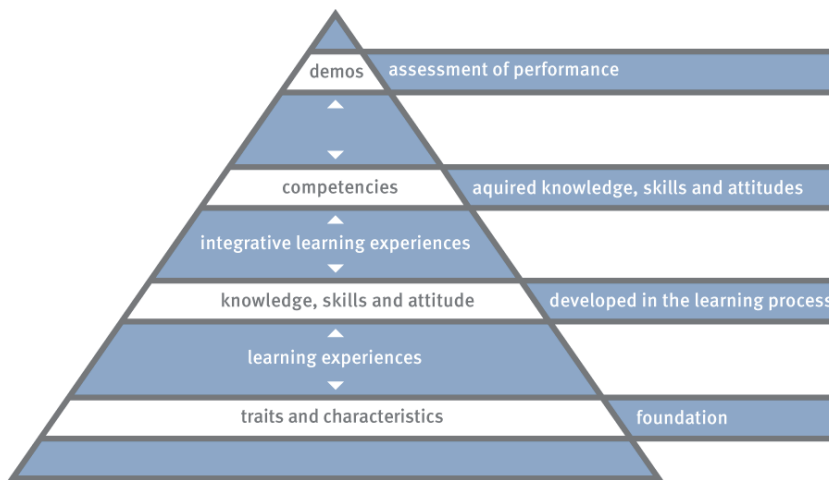 demos
assessment of performance
competencies
aquired knowledge, skills and attitudes
integrative learning experiences
knowledge, skills and attitude
developed in the learning process
learning experiences
traits and characteristics
foundation